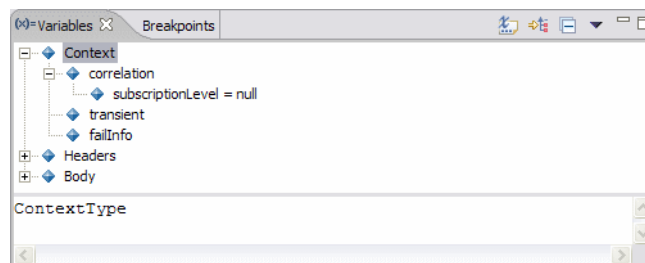 (x)= Variables Breakpoints
Context
correlation
subscriptionLevel = null
transient
failInfo
Headers
Body
ContextType